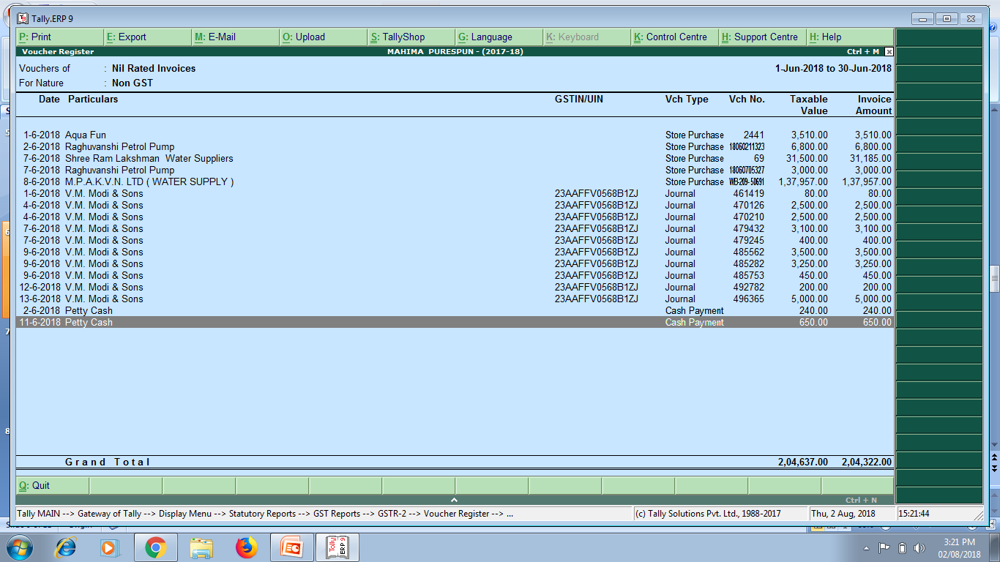 Tally.ERP 9
P: Print E: Export M: E-Mail O: Upload S: TallyShop G: Language K: Keyboard K: Control Centre H: Support Centre H: Help
Voucher Register MAHIMA PURESPUN - (2017-18) Ctrl + M
Vouchers of : Nil Rated Invoices 1-Jun-2018 to 30-Jun-2018
For Nature : Non GST
Date Particulars GSTIN/UIN Vch Type Vch No. Taxable Invoice
Value Amount
1-6-2018 Aqua Fun Store Purchase 2441 3,510.00 3,510.00
2-6-2018 Raghuvanshi Petrol Pump Store Purchase 18060211323 6,800.00 6,800.00
7-6-2018 Shree Ram Lakshman Water Suppliers Store Purchase 69 31,500.00 31,185.00
7-6-2018 Raghuvanshi Petrol Pump Store Purchase 18060705327 3,000.00 3,000.00
8-6-2018 M.P.A.K.V.N. LTD ( WATER SUPPLY ) Store Purchase WB-209-50691 1,37,957.00 1,37,957.00
1-6-2018 V.M. Modi & Sons 23AAFFV0568B1ZJ Journal 461419 80.00 80.00
4-6-2018 V.M. Modi & Sons 23AAFFV0568B1ZJ Journal 470126 2,500.00 2,500.00
4-6-2018 V.M. Modi & Sons 23AAFFV0568B1ZJ Journal 470210 2,500.00 2,500.00
7-6-2018 V.M. Modi & Sons 23AAFFV0568B1ZJ Journal 479432 3,100.00 3,100.00
7-6-2018 V.M. Modi & Sons 23AAFFV0568B1ZJ Journal 479245 400.00 400.00
9-6-2018 V.M. Modi & Sons 23AAFFV0568B1ZJ Journal 485562 3,500.00 3,500.00
9-6-2018 V.M. Modi & Sons 23AAFFV0568B1ZJ Journal 485282 3,250.00 3,250.00
9-6-2018 V.M. Modi & Sons 23AAFFV0568B1ZJ Journal 485753 450.00 450.00
12-6-2018 V.M. Modi & Sons 23AAFFV0568B1ZJ Journal 492782 200.00 200.00
13-6-2018 V.M. Modi & Sons 23AAFFV0568B1ZJ Journal 496365 5,000.00 5,000.00
2-6-2018 Petty Cash Cash Payment 240.00 240.00
11-6-2018 Petty Cash Cash Payment 650.00 650.00
Grand Total 2,04,637.00 2,04,322.00
Q: Quit
Ctrl + N
Tally MAIN --> Gateway of Tally --> Display Menu --> Statutory Reports --> GST Reports --> GSTR-2 --> Voucher Register --> ... (c) Tally Solutions Pvt. Ltd., 1988-2017 Thu, 2 Aug, 2018 15:21:44
3:21 PM
02/08/2018